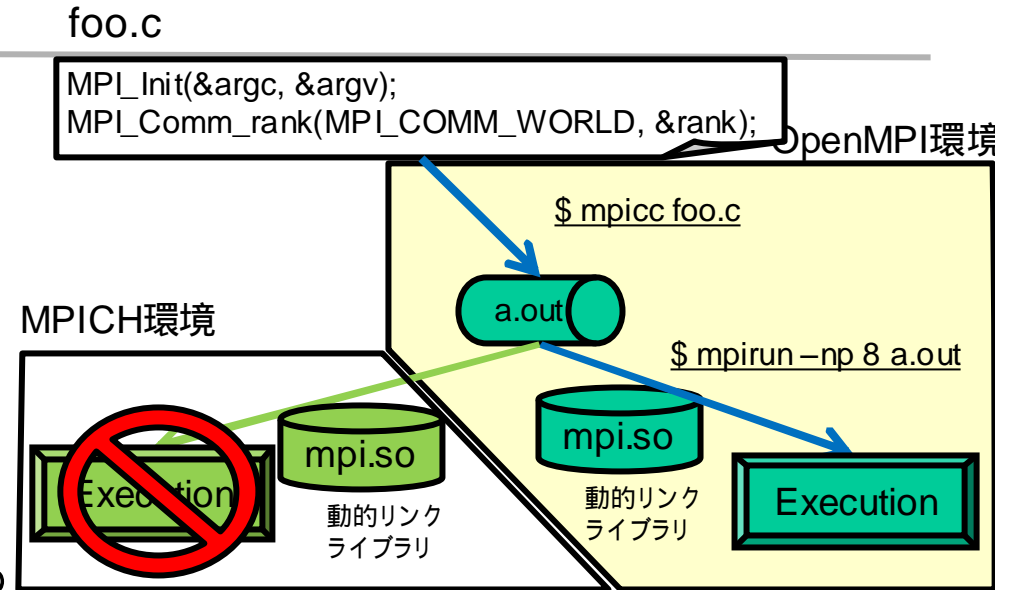 foo.c
MPI_Init(&argc, &argv);
MPI_Comm_rank(MPI_COMM_WORLD, &rank);
OpenMPI環境
$ mpicc foo.c
a.out
MPICH環境
$ mpirun –np 8 a.out
mpi.so
動的リンク
ライブラリ
Execution
mpi.so
動的リンク
ライブラリ
Execution